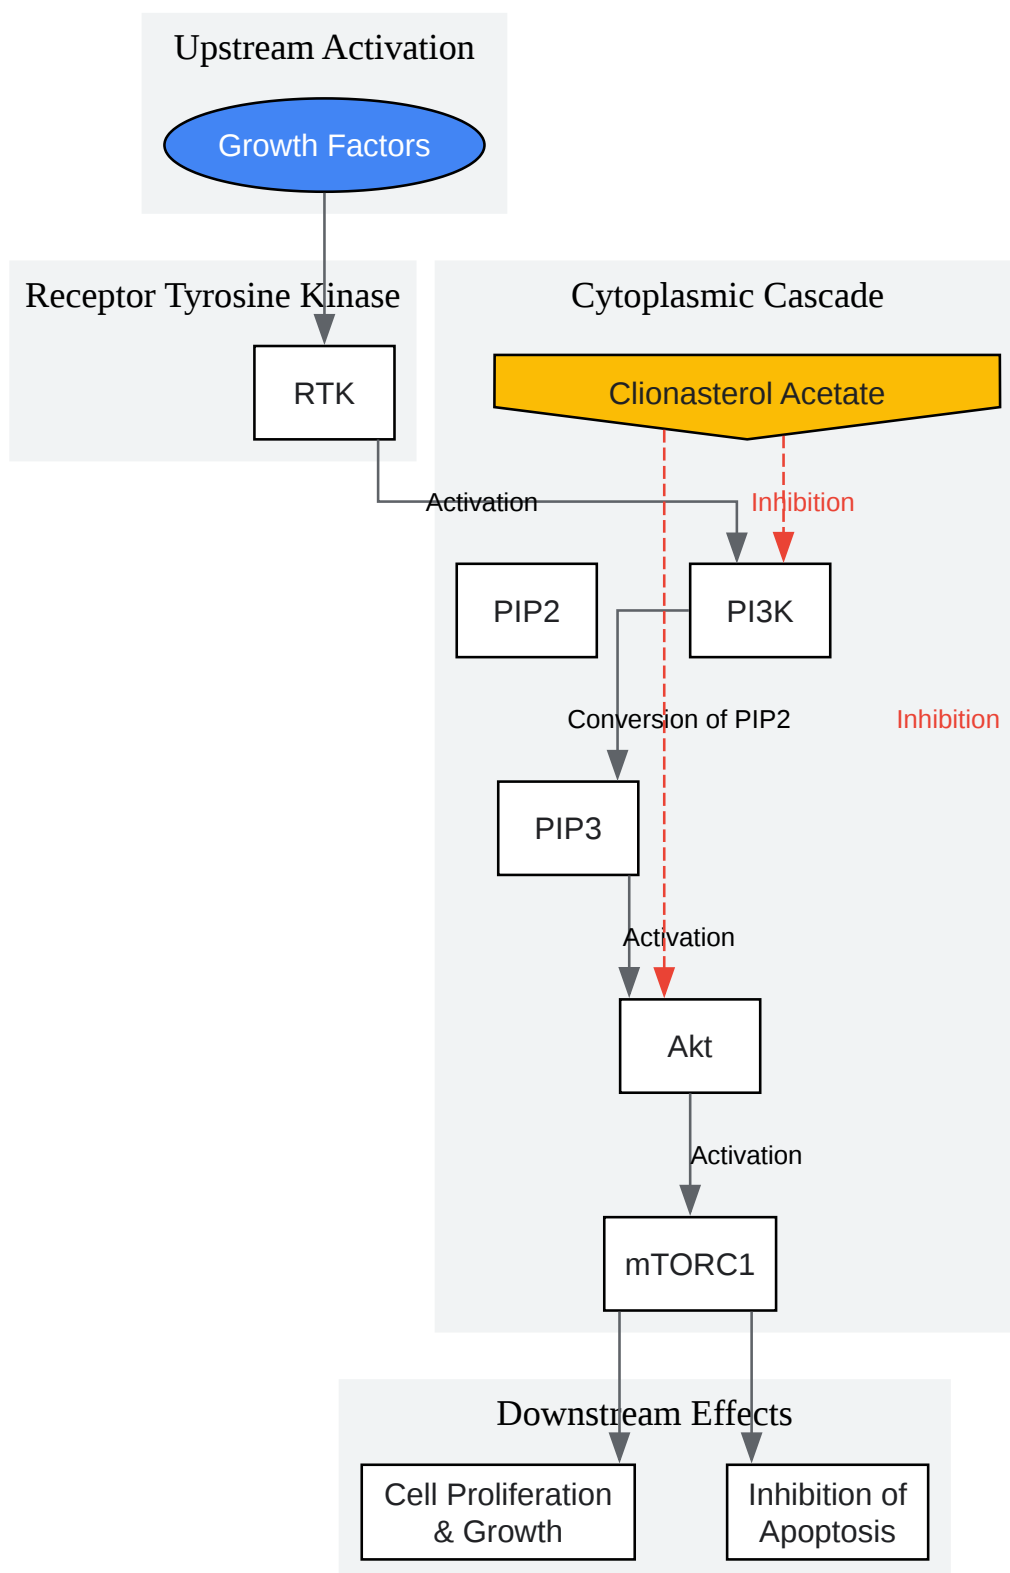 Upstream Activation
Growth Factors
Receptor Tyrosine Kinase
Cytoplasmic Cascade
RTK
Clionasterol Acetate
Activation
Inhibition
PIP2
PI3K
Conversion of PIP2
Inhibition
PIP3
Activation
Akt
Activation
mTORC1
Downstream Effects
Cell Proliferation
& Growth
Inhibition of
Apoptosis